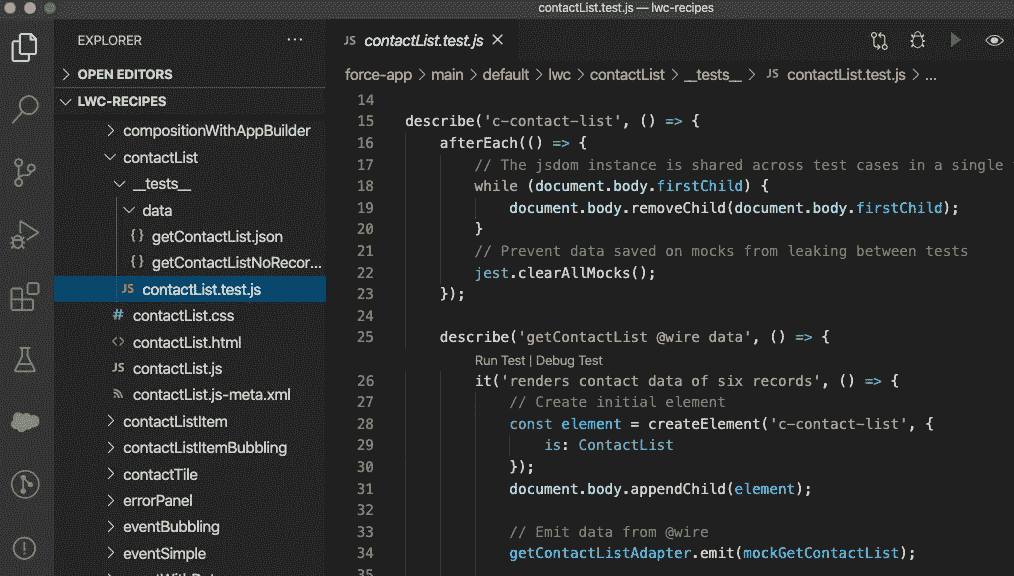 contactList.test.js — lwc-recipes
EXPLORER ...
OPEN EDITORS
LWC-RECIPES
compositionWithAppBuilder
contactList
__tests__
data
{} getContactList.json
{} getContactListNoRecor...
JS contactList.test.js
# contactList.css
<> contactList.html
JS contactList.js
contactList.js-meta.xml
contactListItem
contactListItemBubbling
contactTile
errorPanel
eventBubbling
eventSimple
JS contactList.test.js ×
force-app > main > default > lwc > contactList > __tests__ > JS contactList.test.js > ...
14
15 describe('c-contact-list', () => {
16 afterEach(() => {
17 // The jsdom instance is shared across test cases in a single
18 while (document.body.firstChild) {
19 document.body.removeChild(document.body.firstChild);
20 }
21 // Prevent data saved on mocks from leaking between tests
22 jest.clearAllMocks();
23 });
24
25 describe('getContactList @wire data', () => {
Run Test | Debug Test
26 it('renders contact data of six records', () => {
27 // Create initial element
28 const element = createElement('c-contact-list', {
29 is: ContactList
30 });
31 document.body.appendChild(element);
32
33 // Emit data from @wire
34 getContactListAdapter.emit(mockGetContactList);
35